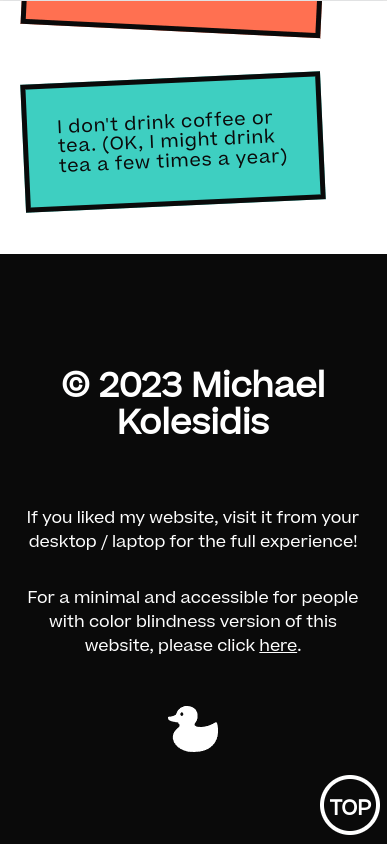 I don't drink coffee or
tea. (OK, I might drink
tea a few times a year)
© 2023 Michael
Kolesidis
If you liked my website, visit it from your
desktop / laptop for the full experience!
For a minimal and accessible for people
with color blindness version of this
website, please click here.
TOP